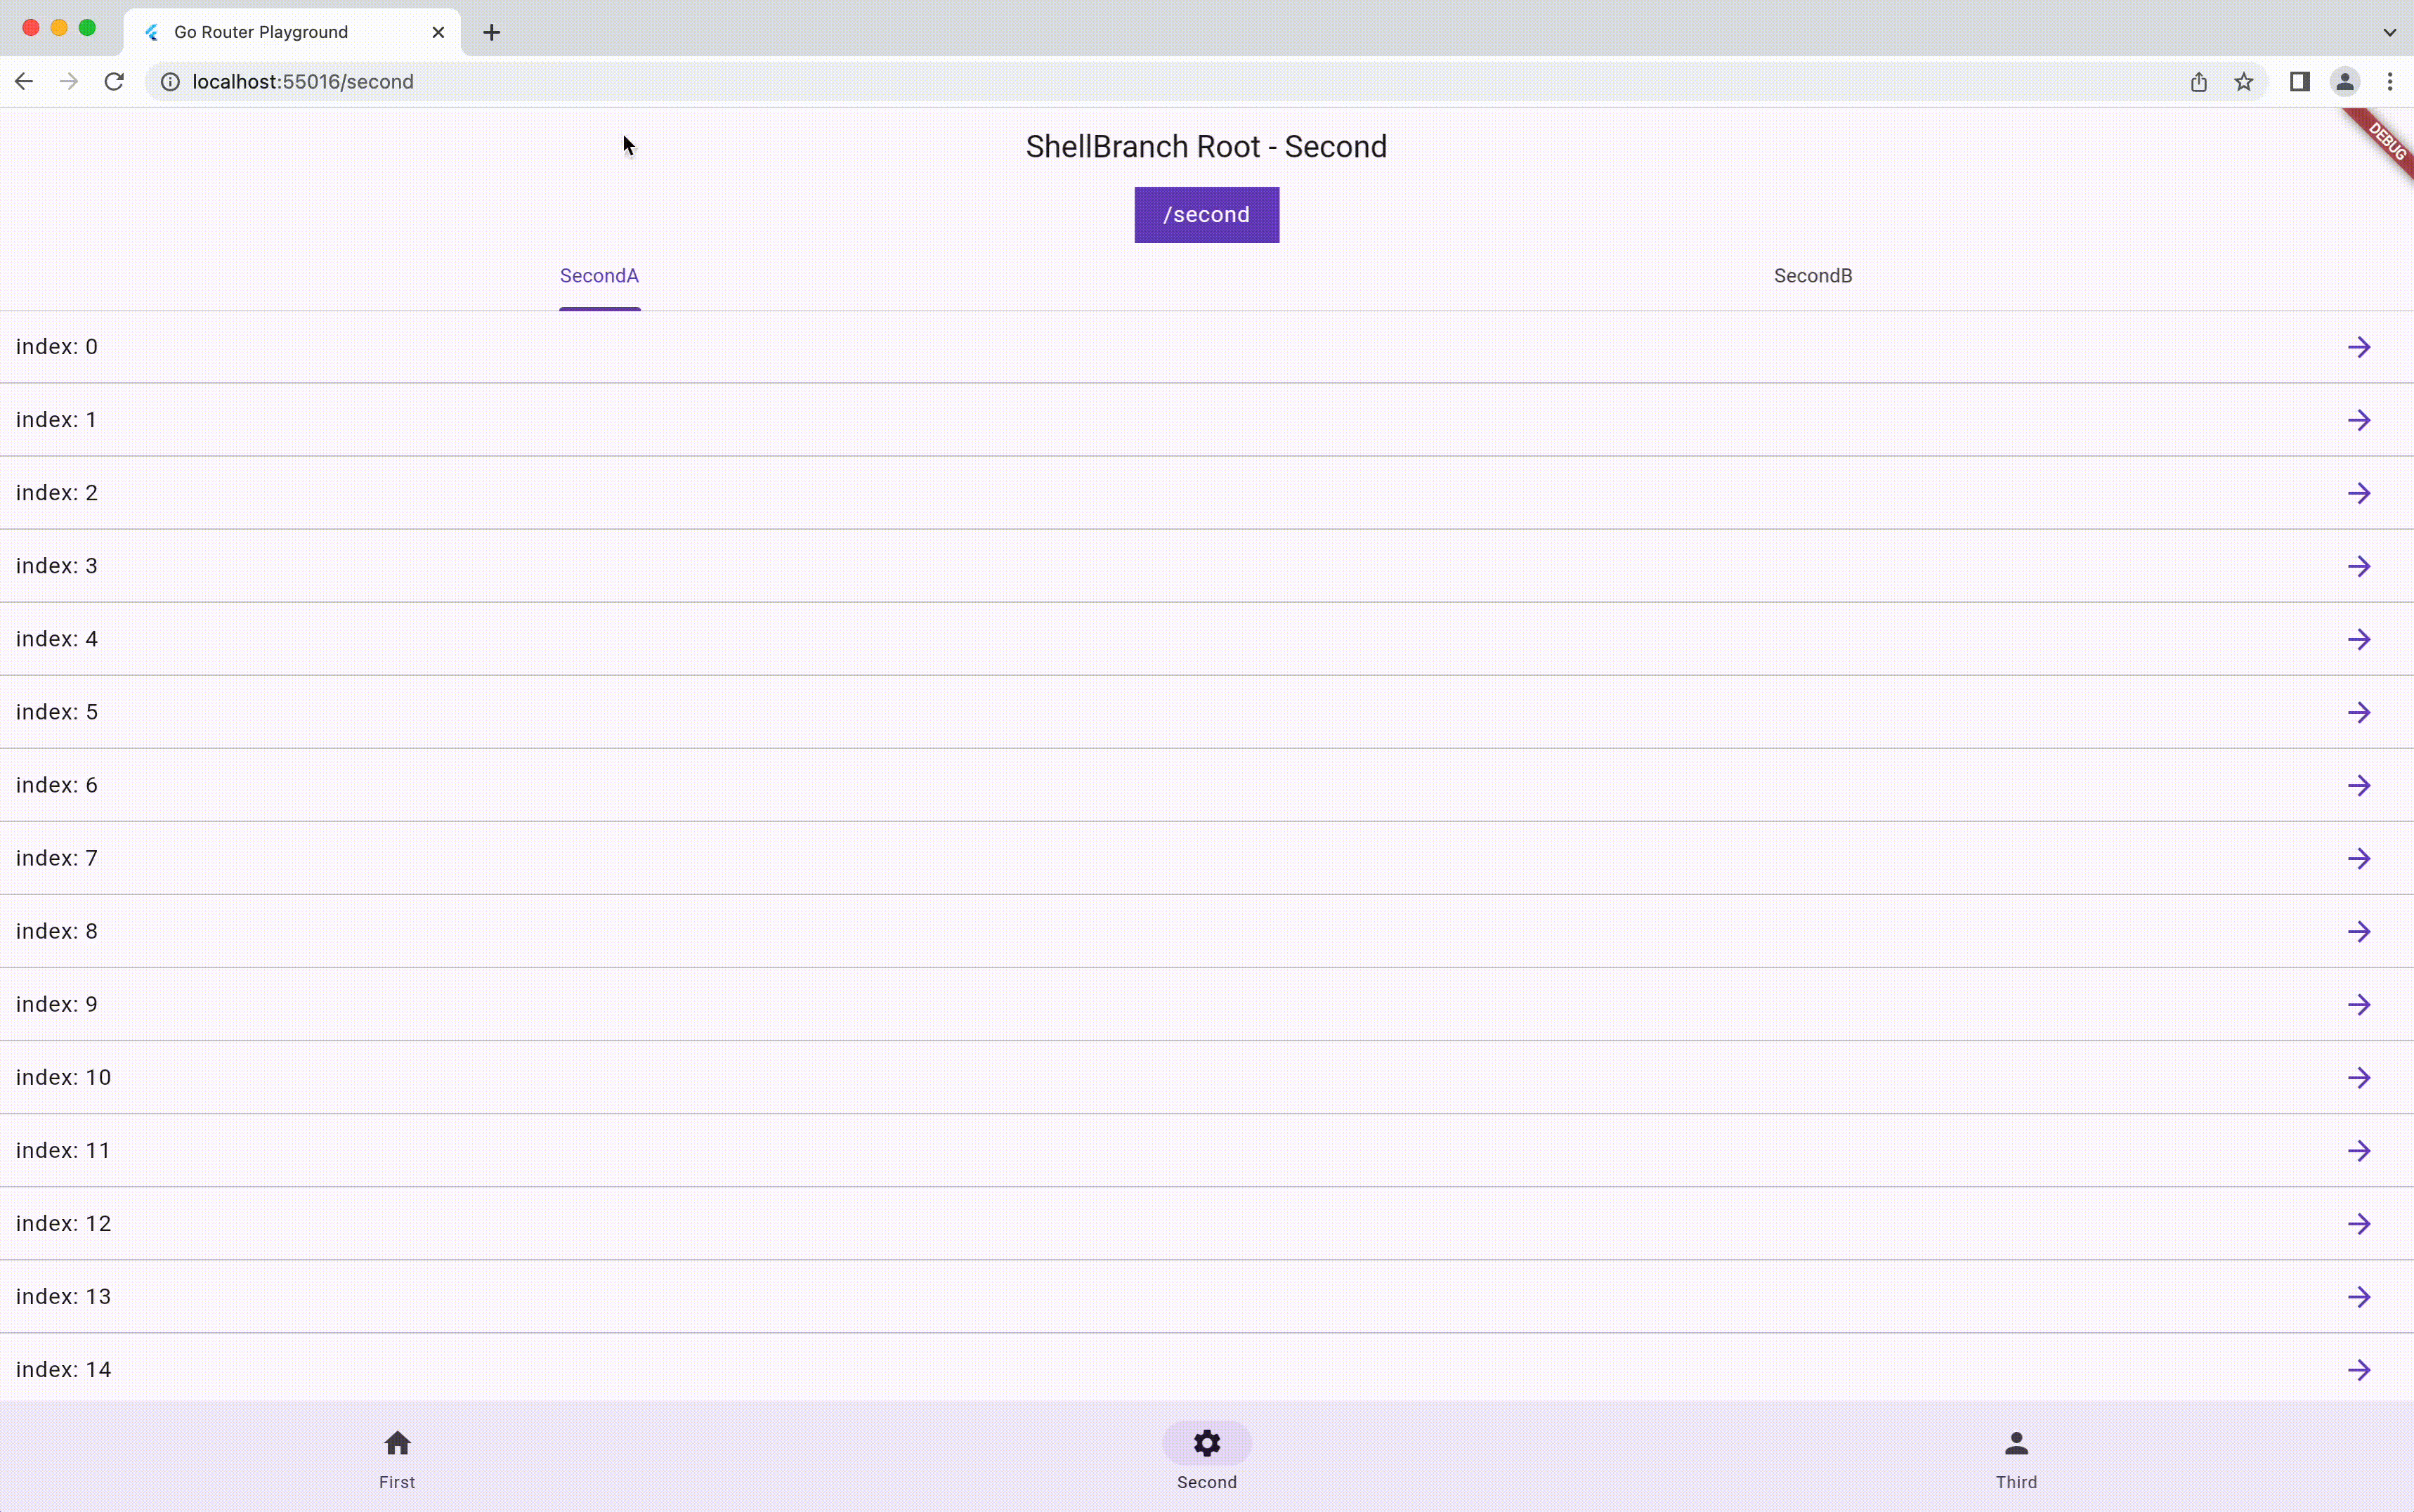 Go Router Playground
localhost:55016/second
DEBUG
ShellBranch Root - Second
/second
SecondA SecondB
index: 0
index: 1
index: 2
index: 3
index: 4
index: 5
index: 6
index: 7
index: 8
index: 9
index: 10
index: 11
index: 12
index: 13
index: 14
First Second Third